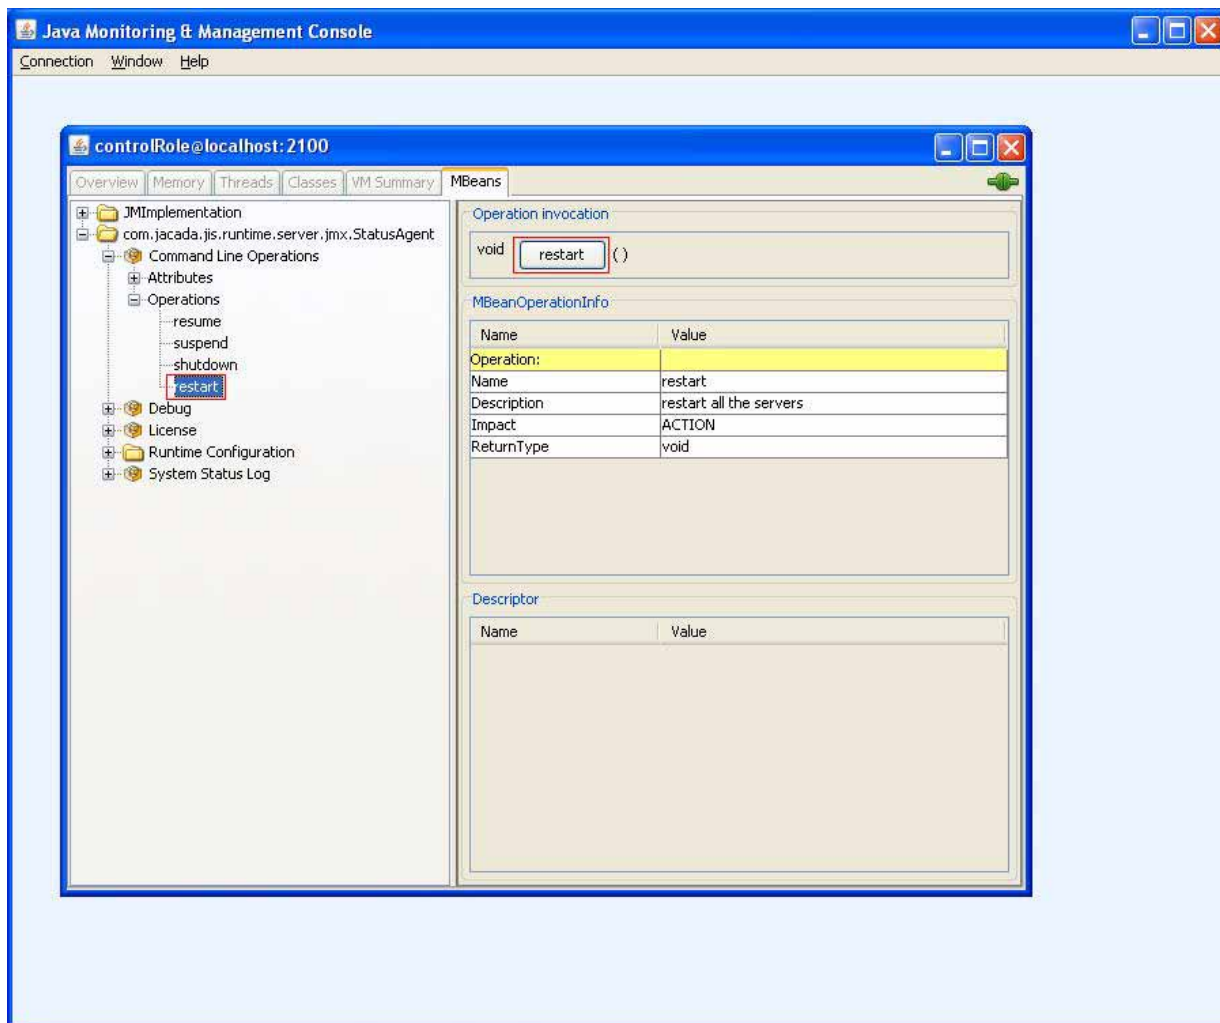 Java Monitoring & Management Console
Connection Window Help
controlRole@localhost:2100
Overview Memory Threads Classes VM Summary MBeans
JMImplementation
com.jacada.jis.runtime.server.jmx.StatusAgent
Command Line Operations
Attributes
Operations
resume
suspend
shutdown
restart
Debug
License
Runtime Configuration
System Status Log
Operation invocation
void restart ( )
MBeanOperationInfo
Name Value
Operation:
Name restart
Description restart all the servers
Impact ACTION
ReturnType void
Descriptor
Name Value